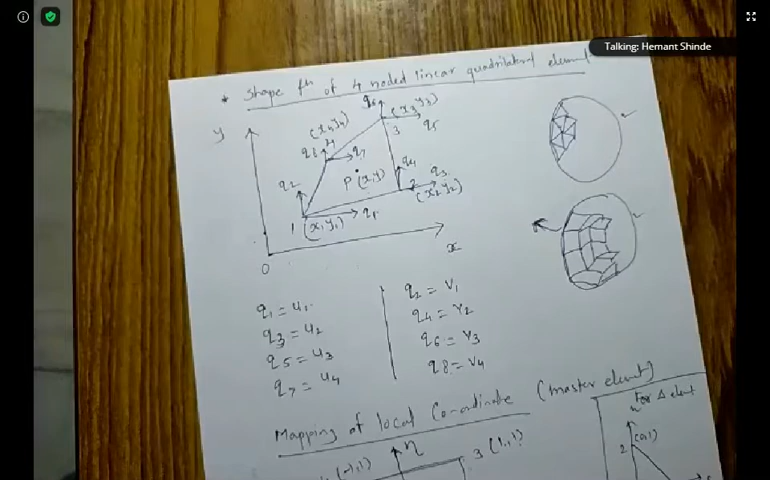 Talking: Hemant Shinde
* Shape fⁿ of 4 noded linear quadrilateral element
y
q6
(x3 y3)
3
q5
(x4 y4)
4
q8
q7
q4
q3
2
(x2 y2)
P(x,y)
q2
1
(x1 y1)
q1
x
0
q1 = u1
q3 = u2
q5 = u3
q7 = u4
q2 = v1
q4 = v2
q6 = v3
q8 = v4
Mapping of local Co-ordinate (master element)
For Δ elent
η
3 (1,1)
(-1,1)
2
(0,1)